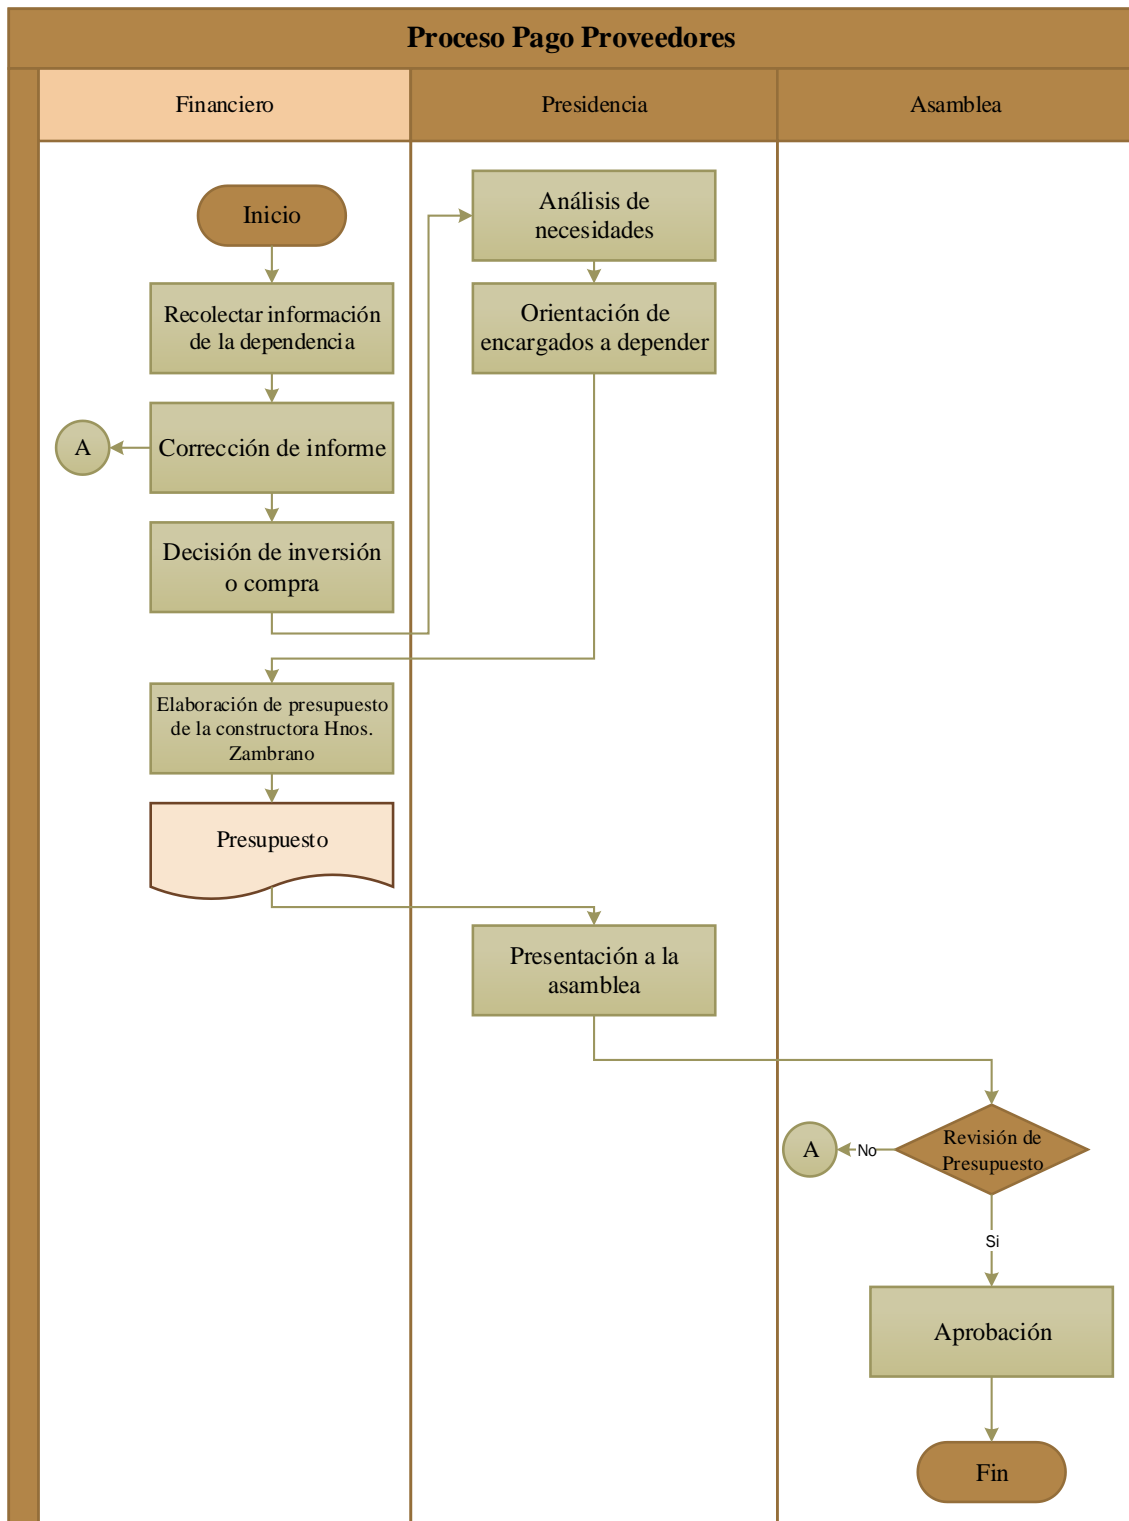 Proceso Pago Proveedores
Financiero
Presidencia
Asamblea
Inicio
Análisis de
necesidades
Recolectar información
de la dependencia
Orientación de
encargados a depender
A
Corrección de informe
Decisión de inversión
o compra
Elaboración de presupuesto
de la constructora Hnos.
Zambrano
Presupuesto
Presentación a la
asamblea
Revisión de
Presupuesto
No
A
Si
Aprobación
Fin